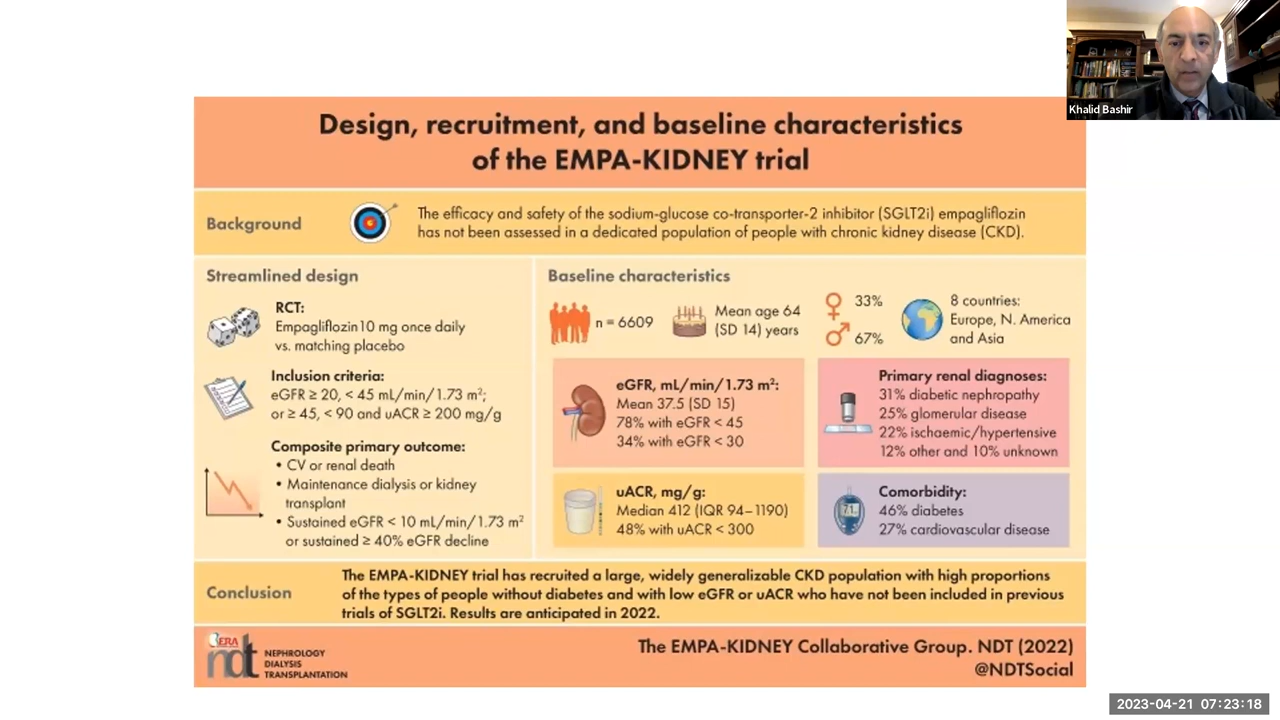 Khalid Bashir
Design, recruitment, and baseline characteristics
of the EMPA-KIDNEY trial
Background
The efficacy and safety of the sodium-glucose co-transporter-2 inhibitor (SGLT2i) empagliflozin
has not been assessed in a dedicated population of people with chronic kidney disease (CKD).
Streamlined design
RCT:
Empagliflozin 10 mg once daily
vs. matching placebo
Inclusion criteria:
eGFR ≥ 20, < 45 mL/min/1.73 m²;
or ≥ 45, < 90 and uACR ≥ 200 mg/g
Composite primary outcome:
• CV or renal death
• Maintenance dialysis or kidney
transplant
• Sustained eGFR < 10 mL/min/1.73 m²
or sustained ≥ 40% eGFR decline
Baseline characteristics
n = 6609
Mean age 64
(SD 14) years
33%
67%
8 countries:
Europe, N. America
and Asia
eGFR, mL/min/1.73 m²:
Mean 37.5 (SD 15)
78% with eGFR < 45
34% with eGFR < 30
Primary renal diagnoses:
31% diabetic nephropathy
25% glomerular disease
22% ischaemic/hypertensive
12% other and 10% unknown
uACR, mg/g:
Median 412 (IQR 94–1190)
48% with uACR < 300
7.1
Comorbidity:
46% diabetes
27% cardiovascular disease
Conclusion
The EMPA-KIDNEY trial has recruited a large, widely generalizable CKD population with high proportions
of the types of people without diabetes and with low eGFR or uACR who have not been included in previous
trials of SGLT2i. Results are anticipated in 2022.
ERA
ndt
NEPHROLOGY
DIALYSIS
TRANSPLANTATION
The EMPA-KIDNEY Collaborative Group. NDT (2022)
@NDTSocial
2023-04-21 07:23:18